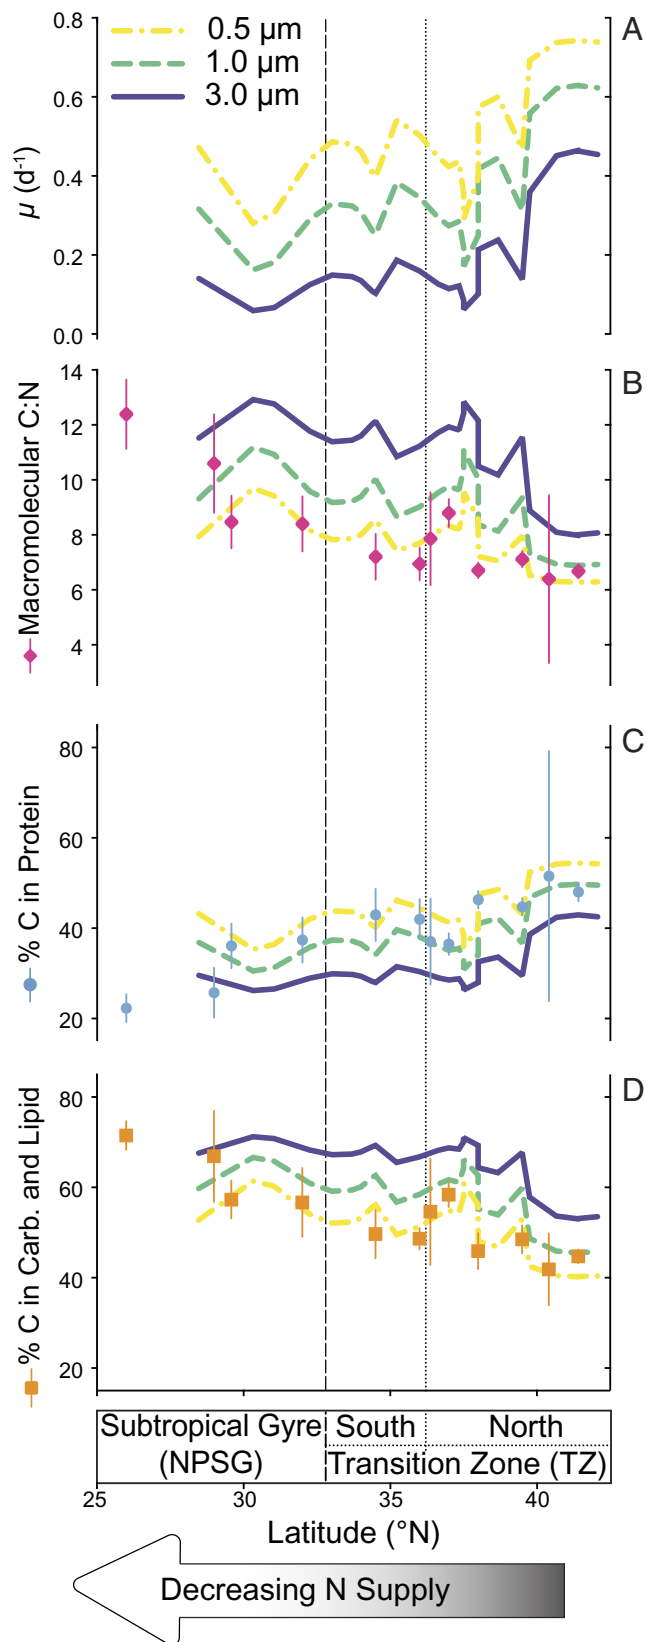 A
0.5 μm
1.0 μm
3.0 μm
μ (d-1)
0.8
0.6
0.4
0.2
0.0
B
Macromolecular C:N
14
12
10
8
6
4
C
% C in Protein
80
60
40
20
D
% C in Carb. and Lipid
80
60
40
20
Subtropical Gyre
(NPSG)
South
North
Transition Zone (TZ)
25
30
35
40
Latitude (°N)
Decreasing N Supply